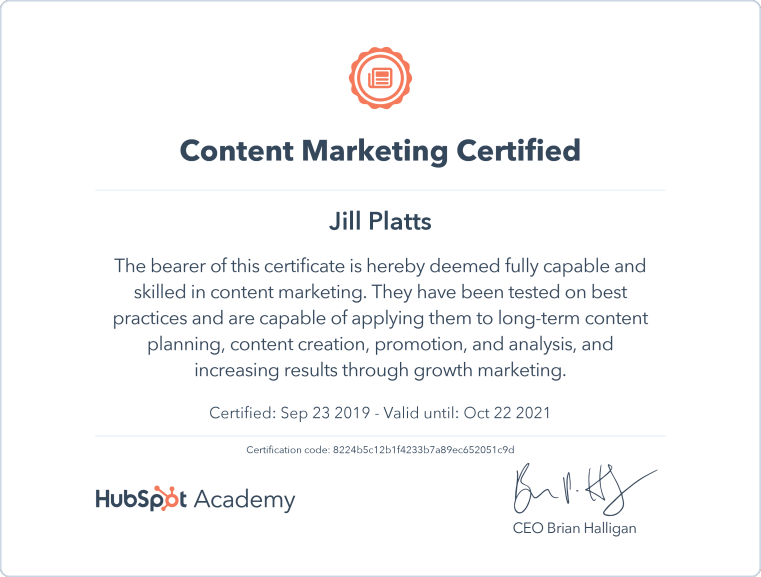 Content Marketing Certified
Jill Platts
The bearer of this certificate is hereby deemed fully capable and
skilled in content marketing. They have been tested on best
practices and are capable of applying them to long-term content
planning, content creation, promotion, and analysis, and
increasing results through growth marketing.
Certified: Sep 23 2019 - Valid until: Oct 22 2021
Certification code: 8224b5c12b1f4233b7a89ec652051c9d
HubSpot Academy
CEO Brian Halligan